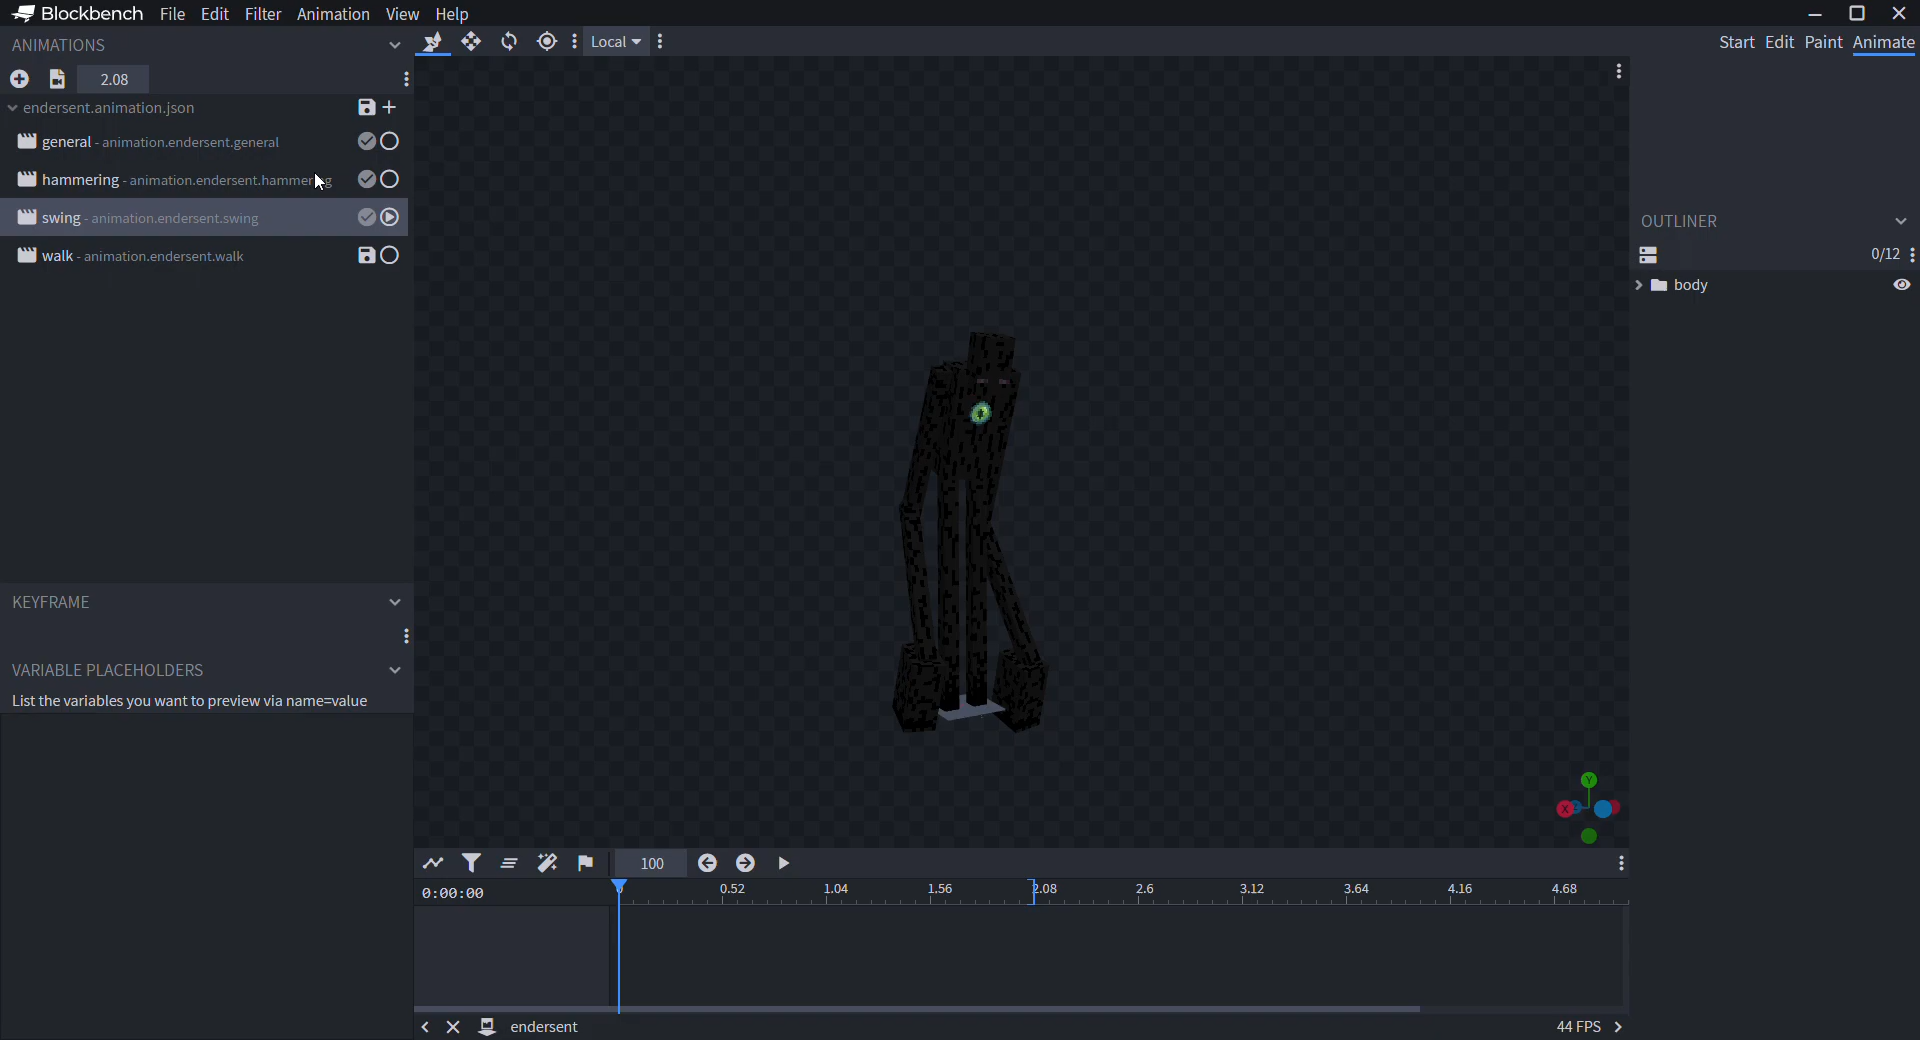 Blockbench File Edit Filter Animation View Help
ANIMATIONS
Local
Start Edit Paint Animate
2.08
endersent.animation.json
general - animation.endersent.general
hammering - animation.endersent.hammering
swing - animation.endersent.swing
walk - animation.endersent.walk
OUTLINER
0/12
body
KEYFRAME
VARIABLE PLACEHOLDERS
List the variables you want to preview via name=value
Y
X
100
0:00:00
0 0.52 1.04 1.56 2.08 2.6 3.12 3.64 4.16 4.68
endersent
44 FPS